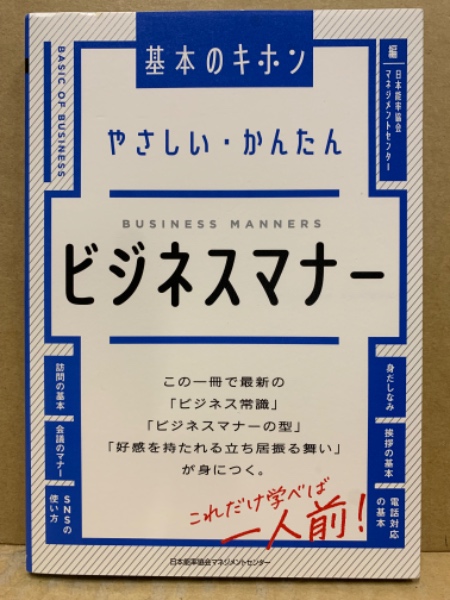 基本のキホン
BASIC OF BUSINESS
編
日本能率協会
マネジメントセンター
やさしい・かんたん
BUSINESS MANNERS
ビジネスマナー
この一冊で最新の
「ビジネス常識」
「ビジネスマナーの型」
「好感を持たれる立ち居振る舞い」
が身につく。
身だしなみ
挨拶の基本
電話対応
の基本
訪問の基本
会議のマナー
SNSの
使い方
これだけ学べば
一人前!
日本能率協会マネジメントセンター